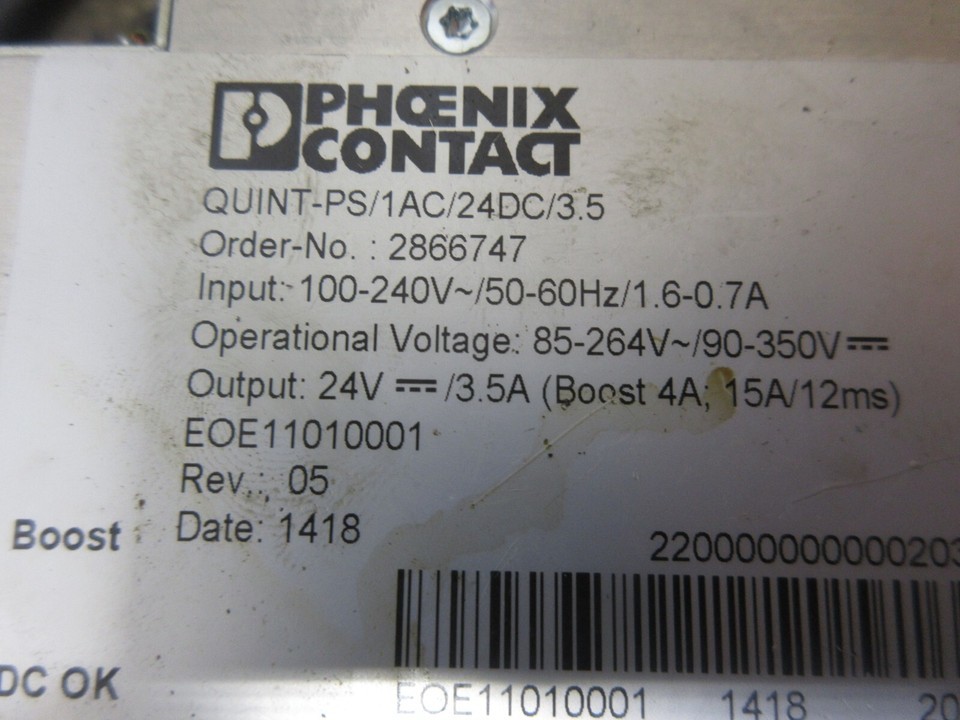 PHŒNIX
CONTACT
QUINT-PS/1AC/24DC/3.5
Order-No. : 2866747
Input: 100-240V~/50-60Hz/1.6-0.7A
Operational Voltage: 85-264V~/90-350V⎓
Output: 24V ⎓ /3.5A (Boost 4A; 15A/12ms)
EOE11010001
Rev.: 05
Date: 1418
Boost
DC OK
EOE11010001 1418 20